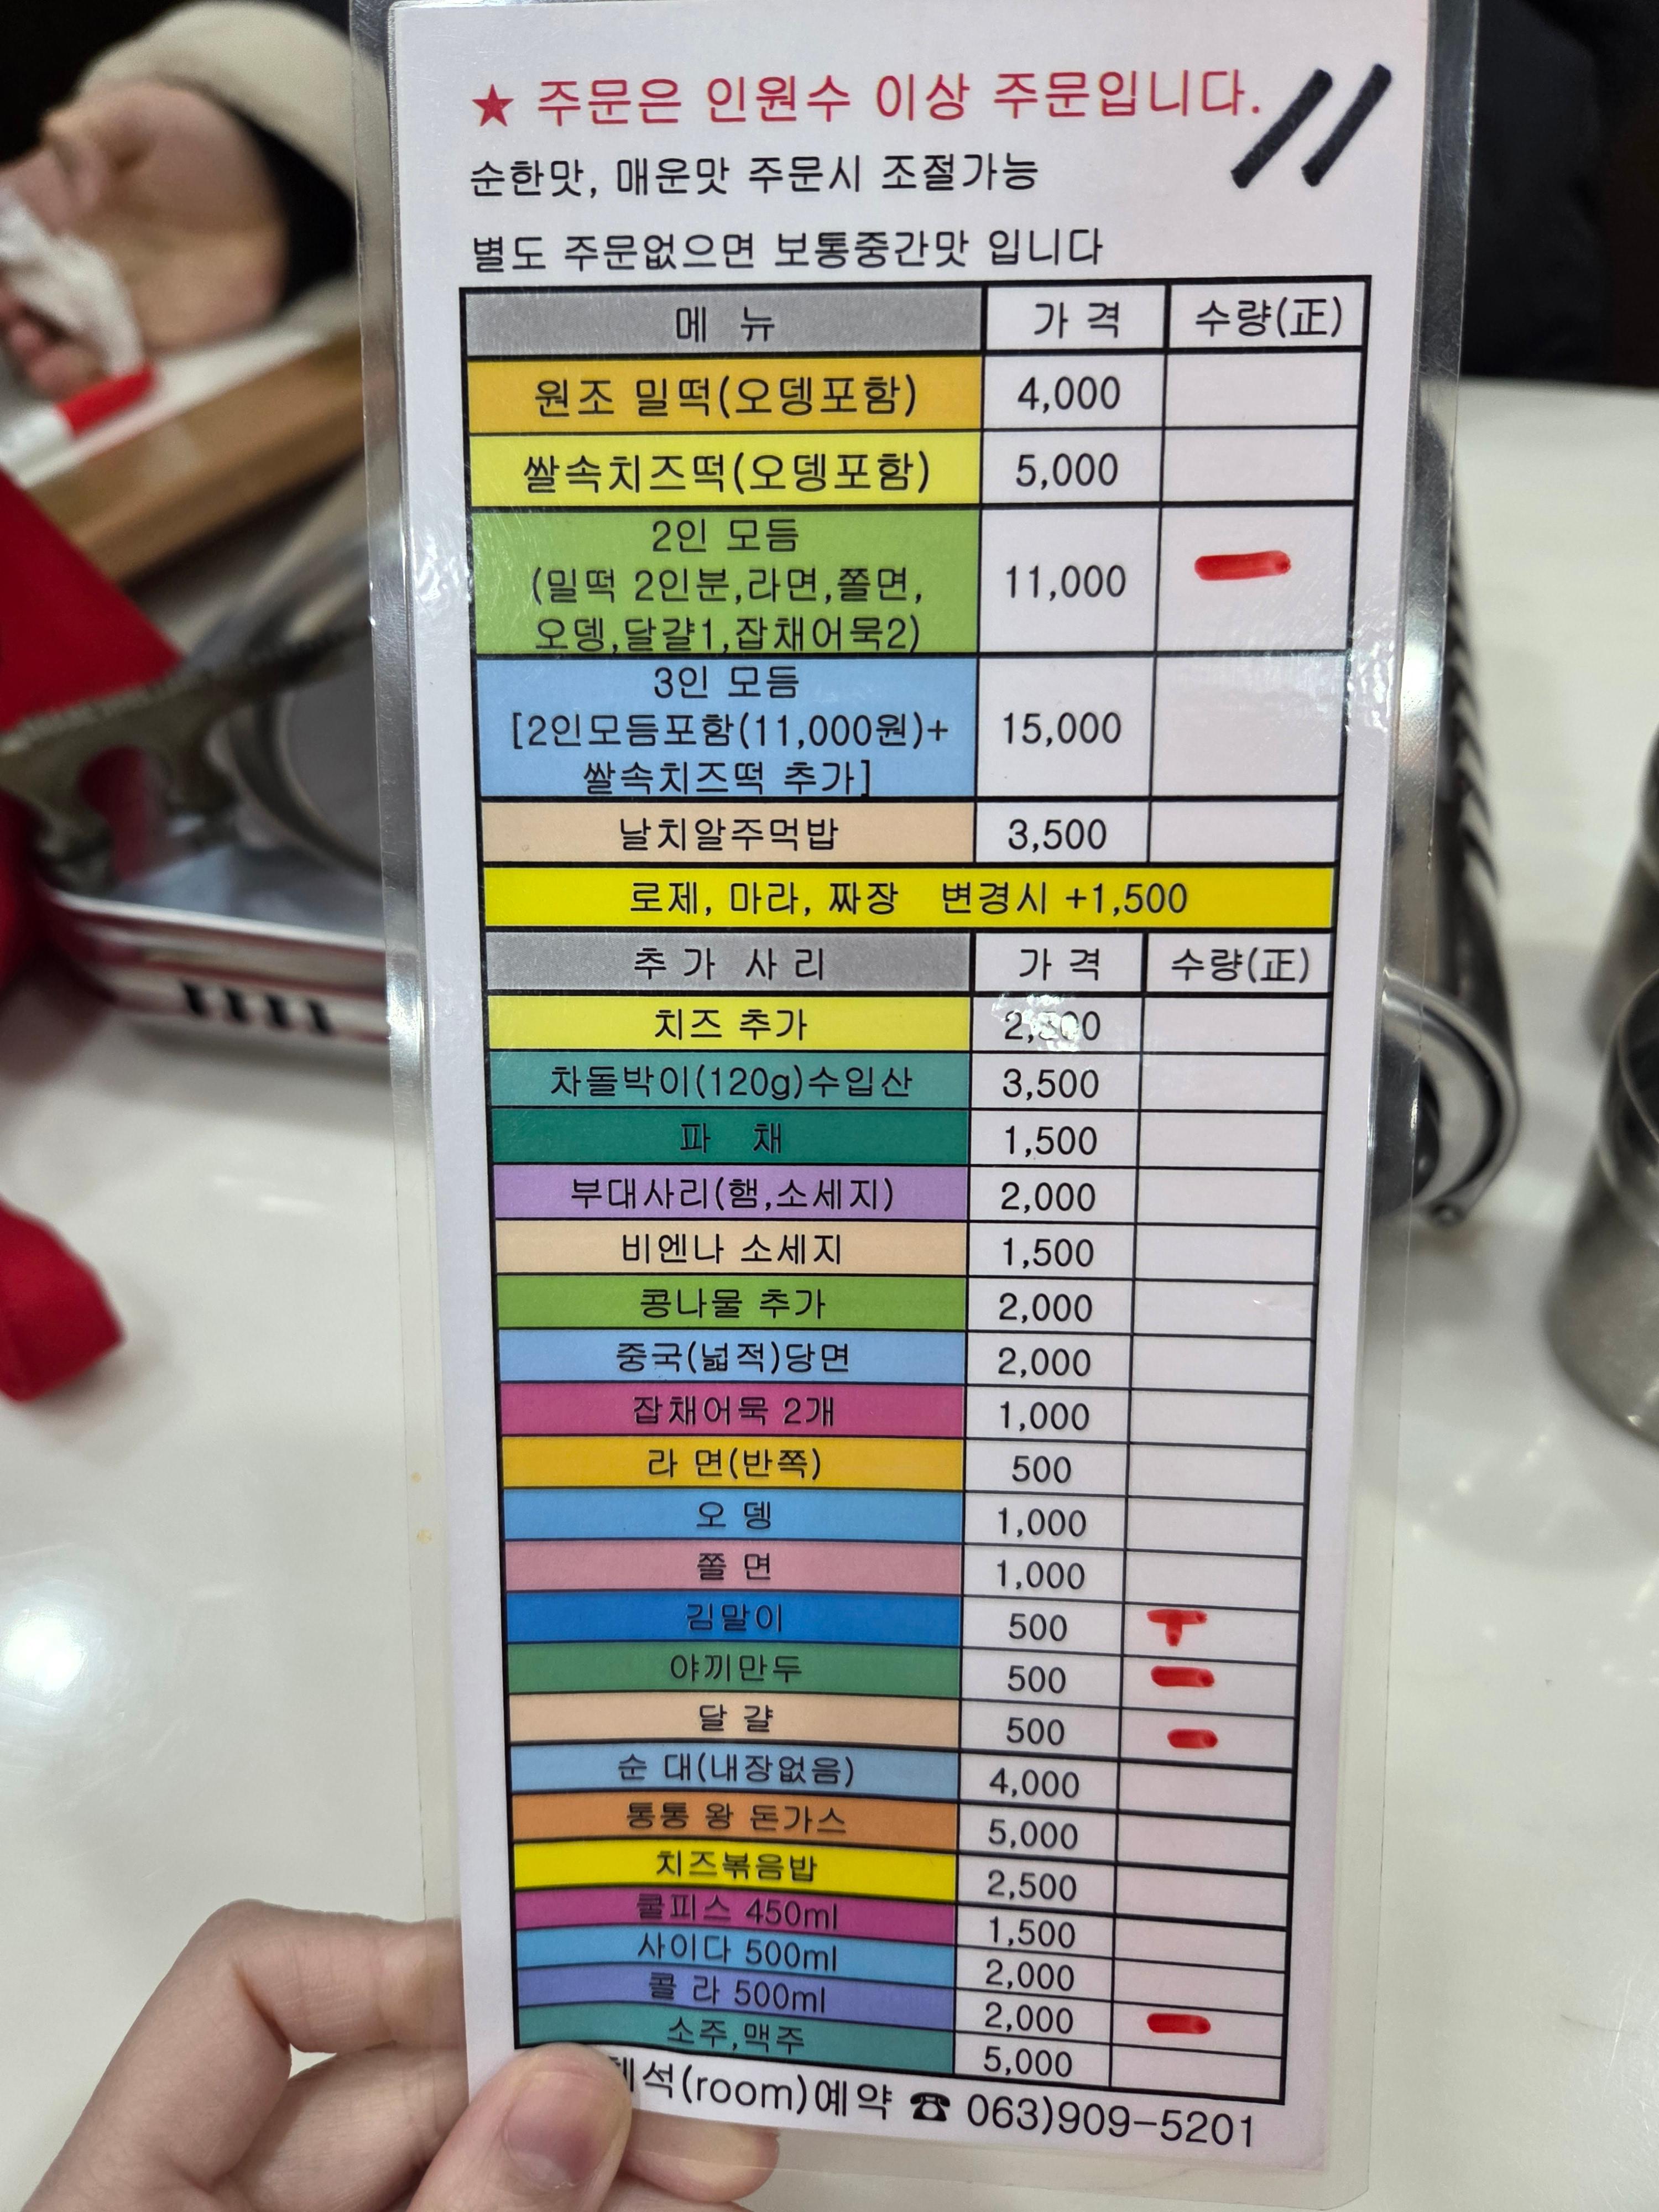 ★ 주문은 인원수 이상 주문입니다. 11
순한맛, 매운맛 주문시 조절가능
별도 주문없으면 보통중간맛 입니다
메 뉴 가 격 수량(正)
원조 밀떡(오뎅포함) 4,000
쌀속치즈떡(오뎅포함) 5,000
2인 모듬
(밀떡 2인분,라면,쫄면, 11,000 一
오뎅,달걀1,잡채어묵2)
3인 모듬
[2인모듬포함(11,000원)+ 15,000
쌀속치즈떡 추가]
날치알주먹밥 3,500
로제, 마라, 짜장 변경시 +1,500
추 가 사 리 가 격 수량(正)
치즈 추가
차돌박이(120g)수입산 3,500
파 채 1,500
부대사리(햄,소세지) 2,000
비엔나 소세지 1,500
콩나물 추가 2,000
중국(넓적)당면 2,000
잡채어묵 2개 1,000
라 면(반쪽) 500
오 뎅 1,000
쫄 면 1,000
김말이 500 T
야끼만두 500 一
달 걀 500 一
순 대(내장없음) 4,000
통통 왕 돈가스 5,000
치즈볶음밥 2,500
쿨피스 450ml 1,500
사이다 500ml 2,000
콜 라 500ml 2,000 一
소주,맥주 5,000
석(room)예약 ☎ 063)909-5201